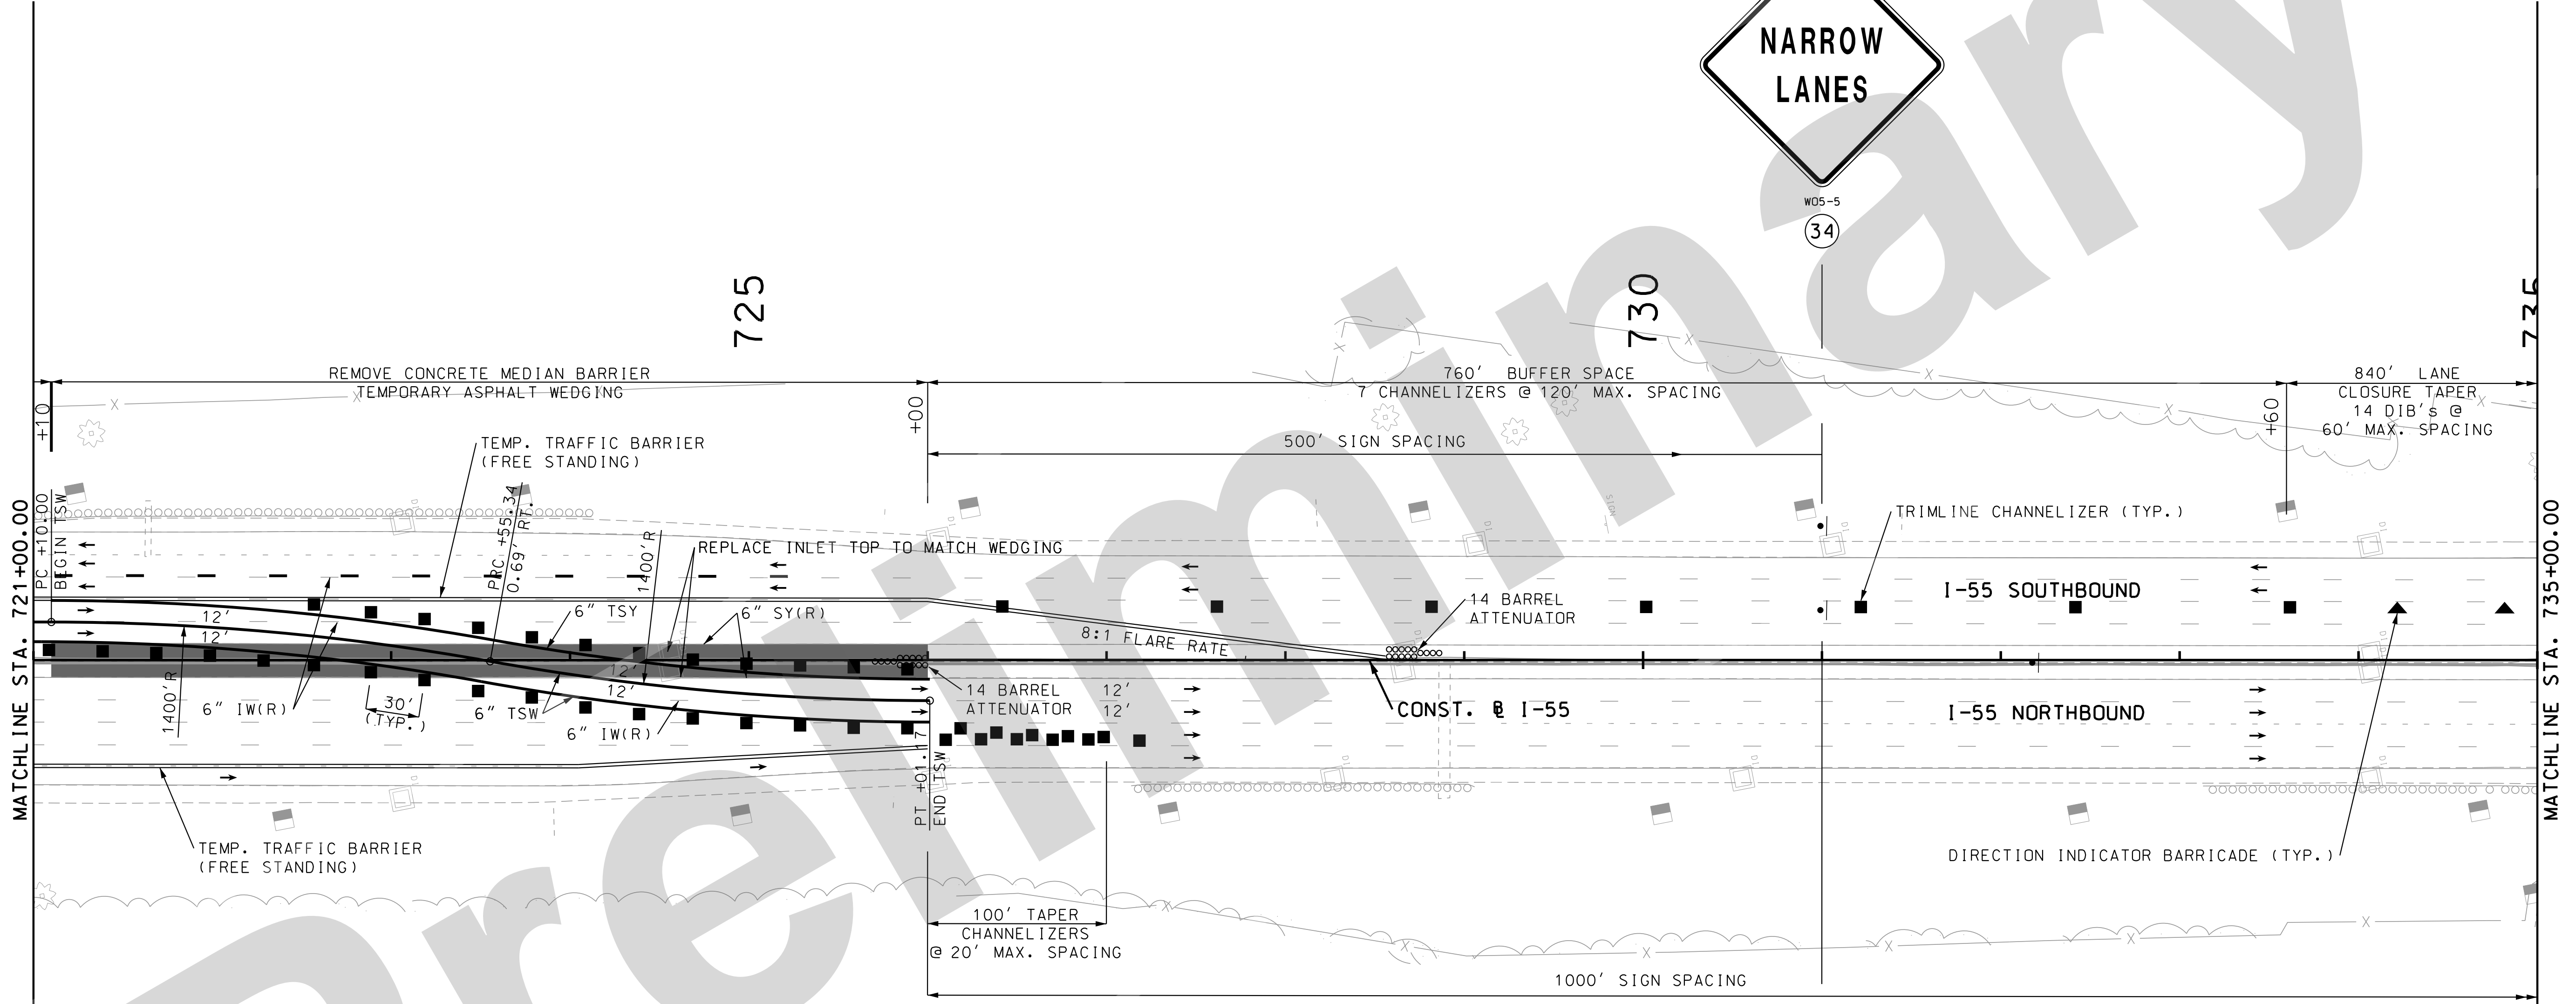 NARROW
LANES
W05-5
34
725
730
735
REMOVE CONCRETE MEDIAN BARRIER
TEMPORARY ASPHALT WEDGING
760' BUFFER SPACE
7 CHANNELIZERS @ 120' MAX. SPACING
840' LANE
CLOSURE TAPER
14 DIB's @
60' MAX. SPACING
+10
+00
+60
500' SIGN SPACING
TEMP. TRAFFIC BARRIER
(FREE STANDING)
MATCHLINE STA. 721+00.00
PC +10.00
BEGIN TSW
PRC +55.34
0.69' RT.
1400'R
REPLACE INLET TOP TO MATCH WEDGING
SIGN
TRIMLINE CHANNELIZER (TYP.)
I-55 SOUTHBOUND
12'
12'
6" TSY
6" SY(R)
14 BARREL
ATTENUATOR
8:1 FLARE RATE
12'
12'
1400'R
6" IW(R)
30'
(TYP.)
6" TSW
6" IW(R)
14 BARREL
ATTENUATOR
12'
12'
CONST. ℄ I-55
I-55 NORTHBOUND
PT +01.17
END TSW
TEMP. TRAFFIC BARRIER
(FREE STANDING)
DIRECTION INDICATOR BARRICADE (TYP.)
MATCHLINE STA. 735+00.00
100' TAPER
CHANNELIZERS
@ 20' MAX. SPACING
1000' SIGN SPACING
Preliminary